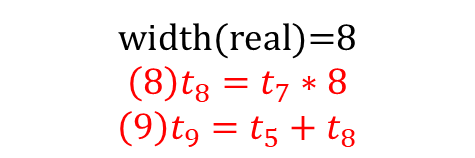 width(real)=8
(8)t₈ = t₇ * 8
(9)t₉ = t₅ + t₈